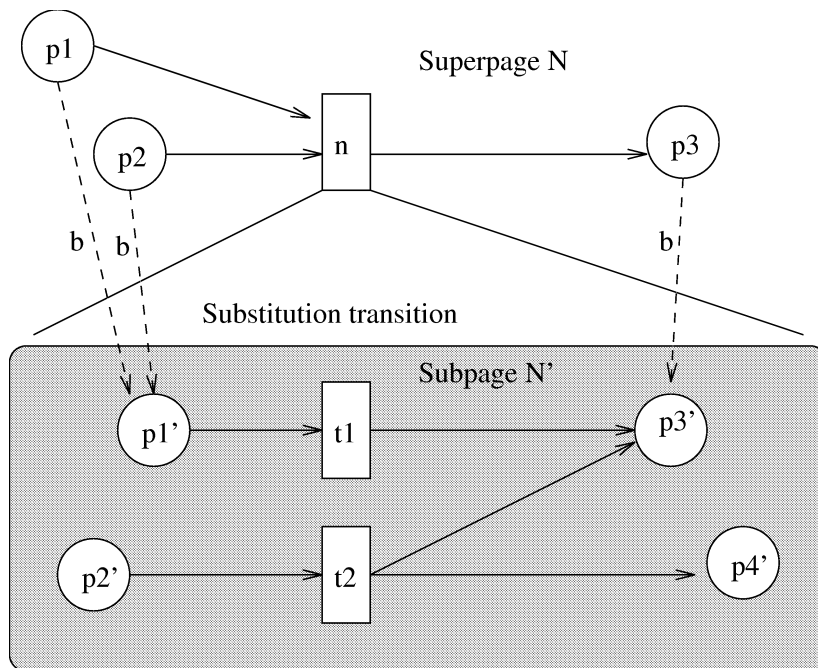 p1
Superpage N
p2
n
p3
b
b
b
Substitution transition
Subpage N'
p1'
t1
p3'
p2'
t2
p4'